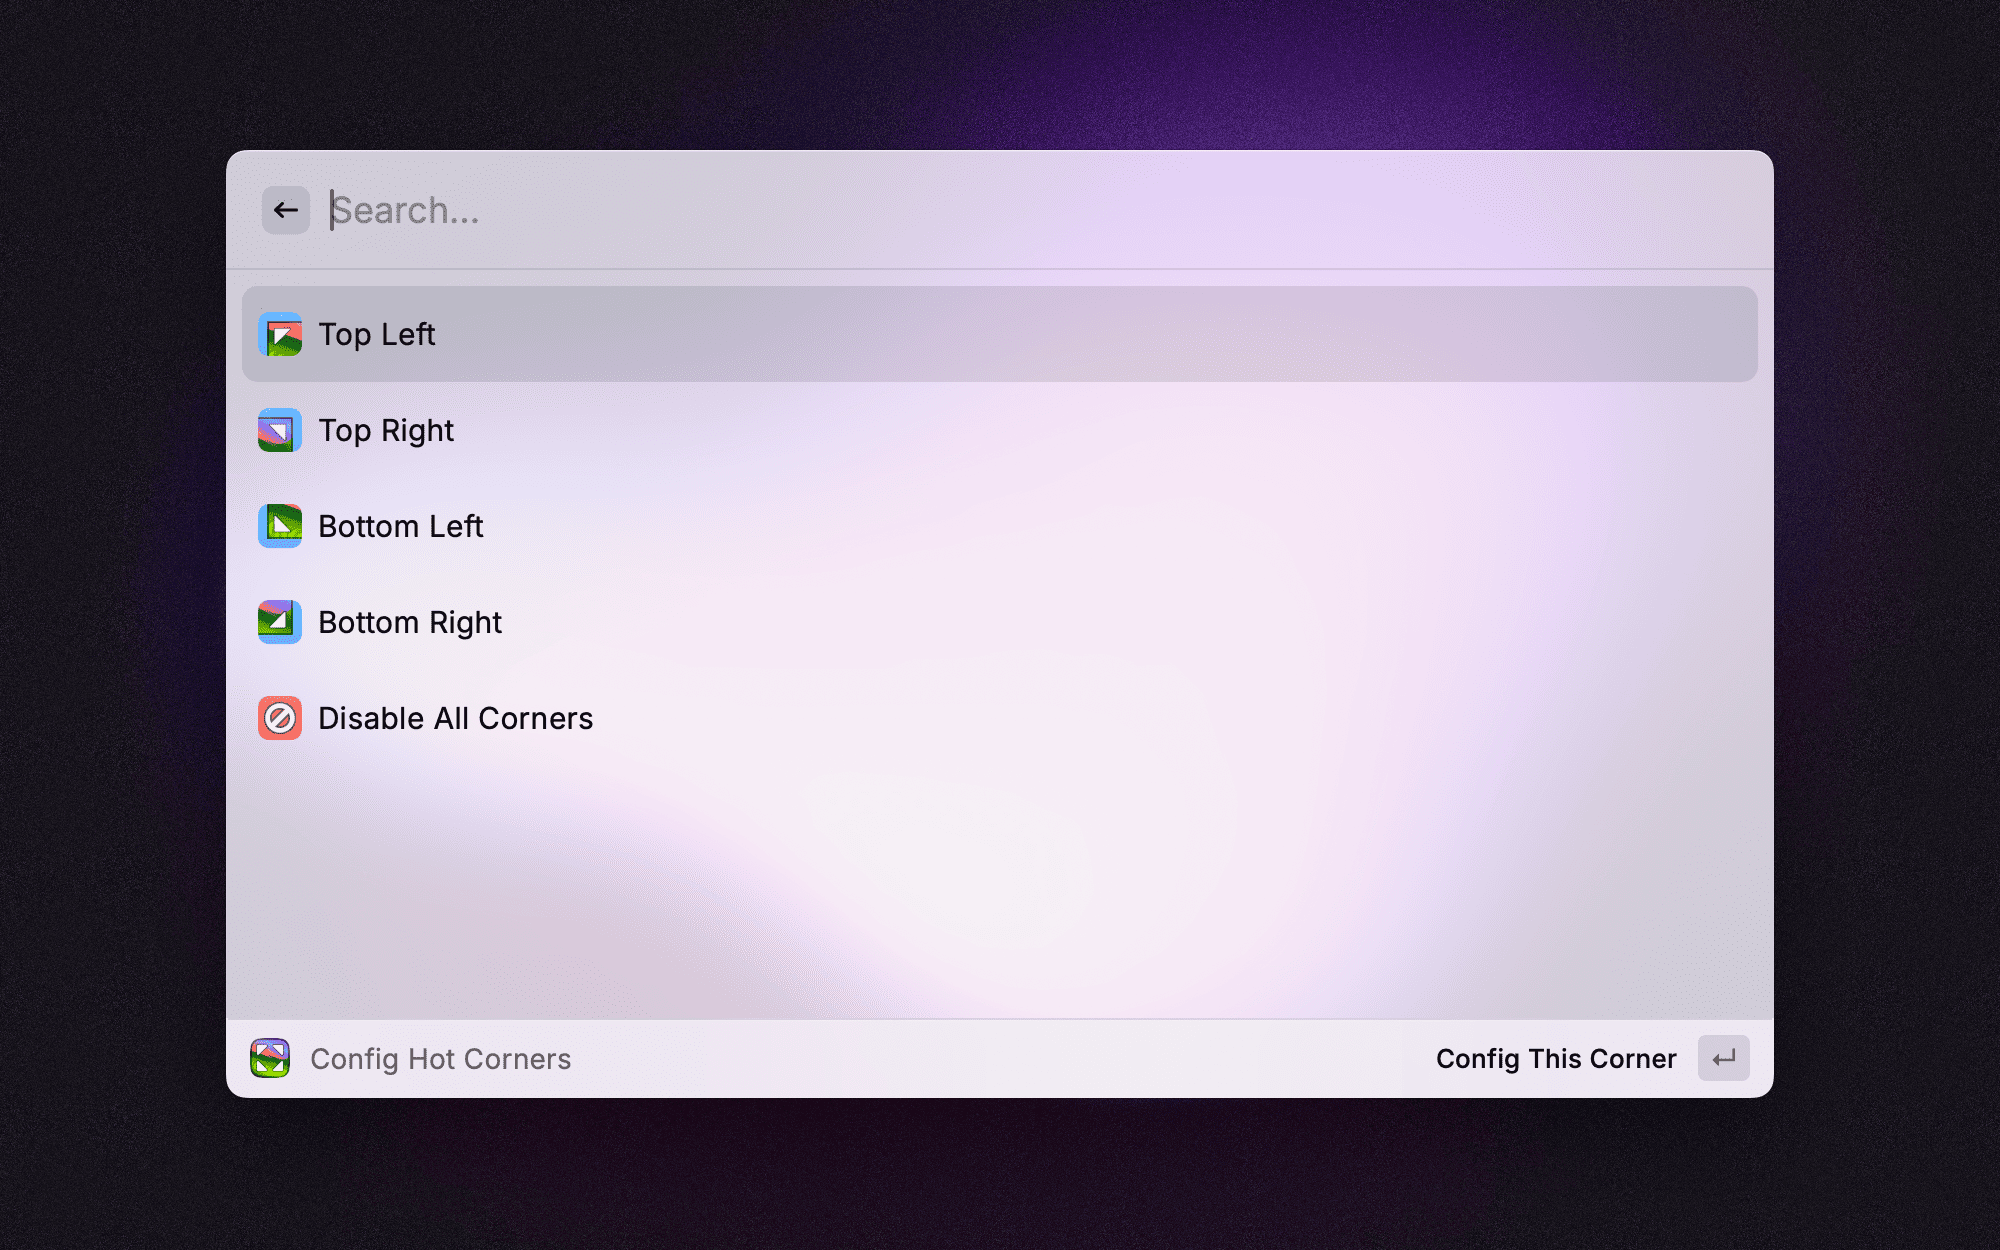 Search...
Top Left
Top Right
Bottom Left
Bottom Right
Disable All Corners
Config Hot Corners
Config This Corner